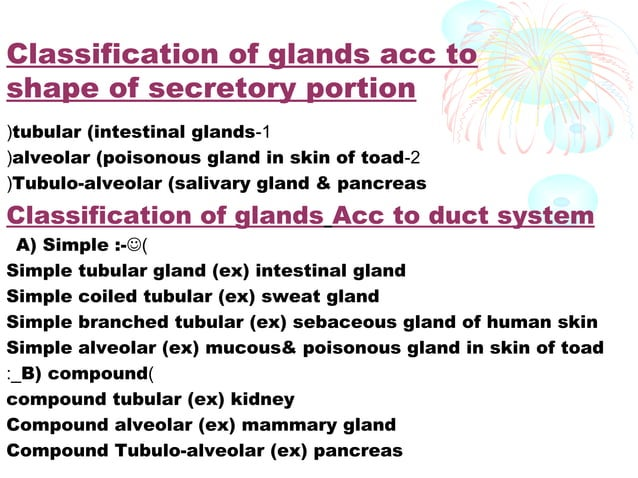 Classification of glands acc to
shape of secretory portion
)tubular (intestinal glands-1
)alveolar (poisonous gland in skin of toad-2
)Tubulo-alveolar (salivary gland & pancreas
Classification of glands Acc to duct system
A) Simple :-☺(
Simple tubular gland (ex) intestinal gland
Simple coiled tubular (ex) sweat gland
Simple branched tubular (ex) sebaceous gland of human skin
Simple alveolar (ex) mucous& poisonous gland in skin of toad
:_B) compound(
compound tubular (ex) kidney
Compound alveolar (ex) mammary gland
Compound Tubulo-alveolar (ex) pancreas